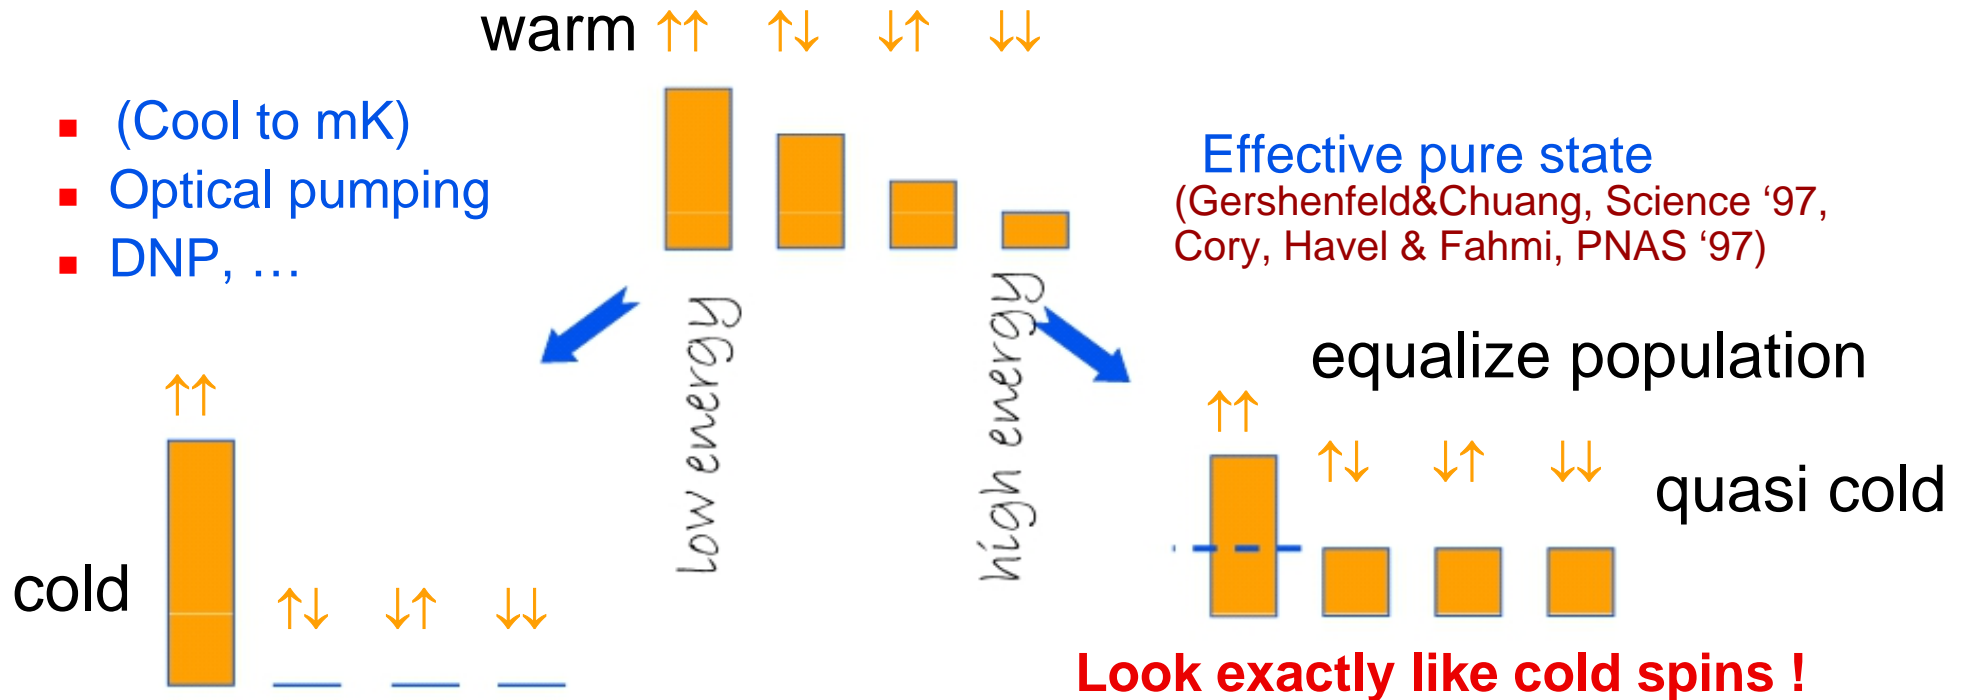 warm ↑↑ ↑↓ ↓↑ ↓↓
▪ (Cool to mK)
▪ Optical pumping
▪ DNP, …
Effective pure state
(Gershenfeld&Chuang, Science ‘97,
Cory, Havel & Fahmi, PNAS ‘97)
low energy
high energy
equalize population
↑↑
↑↓ ↓↑ ↓↓
quasi cold
Look exactly like cold spins !
↑↑
cold
↑↓ ↓↑ ↓↓